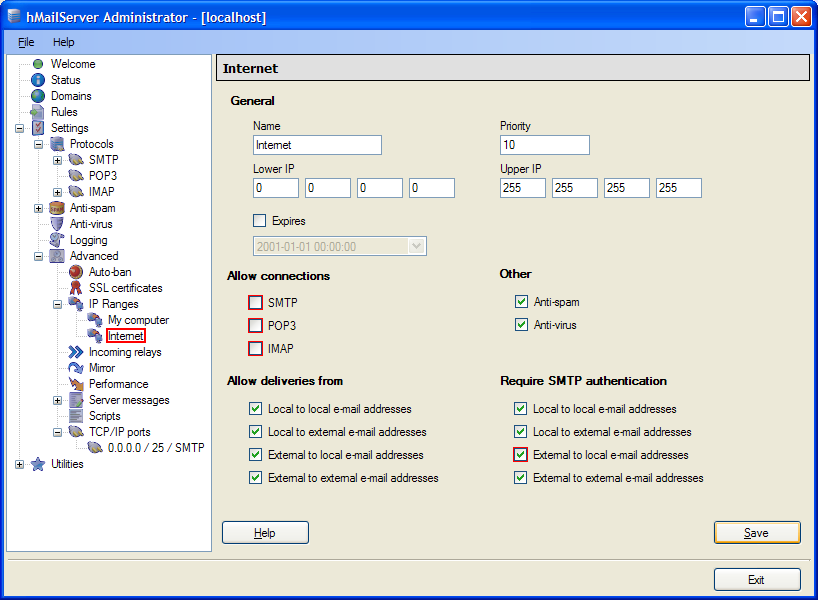 hMailServer Administrator - [localhost]
File Help
Welcome
Status
Domains
Rules
Settings
Protocols
SMTP
POP3
IMAP
Anti-spam
Anti-virus
Logging
Advanced
Auto-ban
SSL certificates
IP Ranges
My computer
Internet
Incoming relays
Mirror
Performance
Server messages
Scripts
TCP/IP ports
0.0.0.0 / 25 / SMTP
Utilities
Internet
General
Name Priority
Internet 10
Lower IP Upper IP
0 0 0 0 255 255 255 255
Expires
2001-01-01 00:00:00
Allow connections Other
SMTP Anti-spam
POP3 Anti-virus
IMAP
Allow deliveries from Require SMTP authentication
Local to local e-mail addresses Local to local e-mail addresses
Local to external e-mail addresses Local to external e-mail addresses
External to local e-mail addresses External to local e-mail addresses
External to external e-mail addresses External to external e-mail addresses
Help Save
Exit